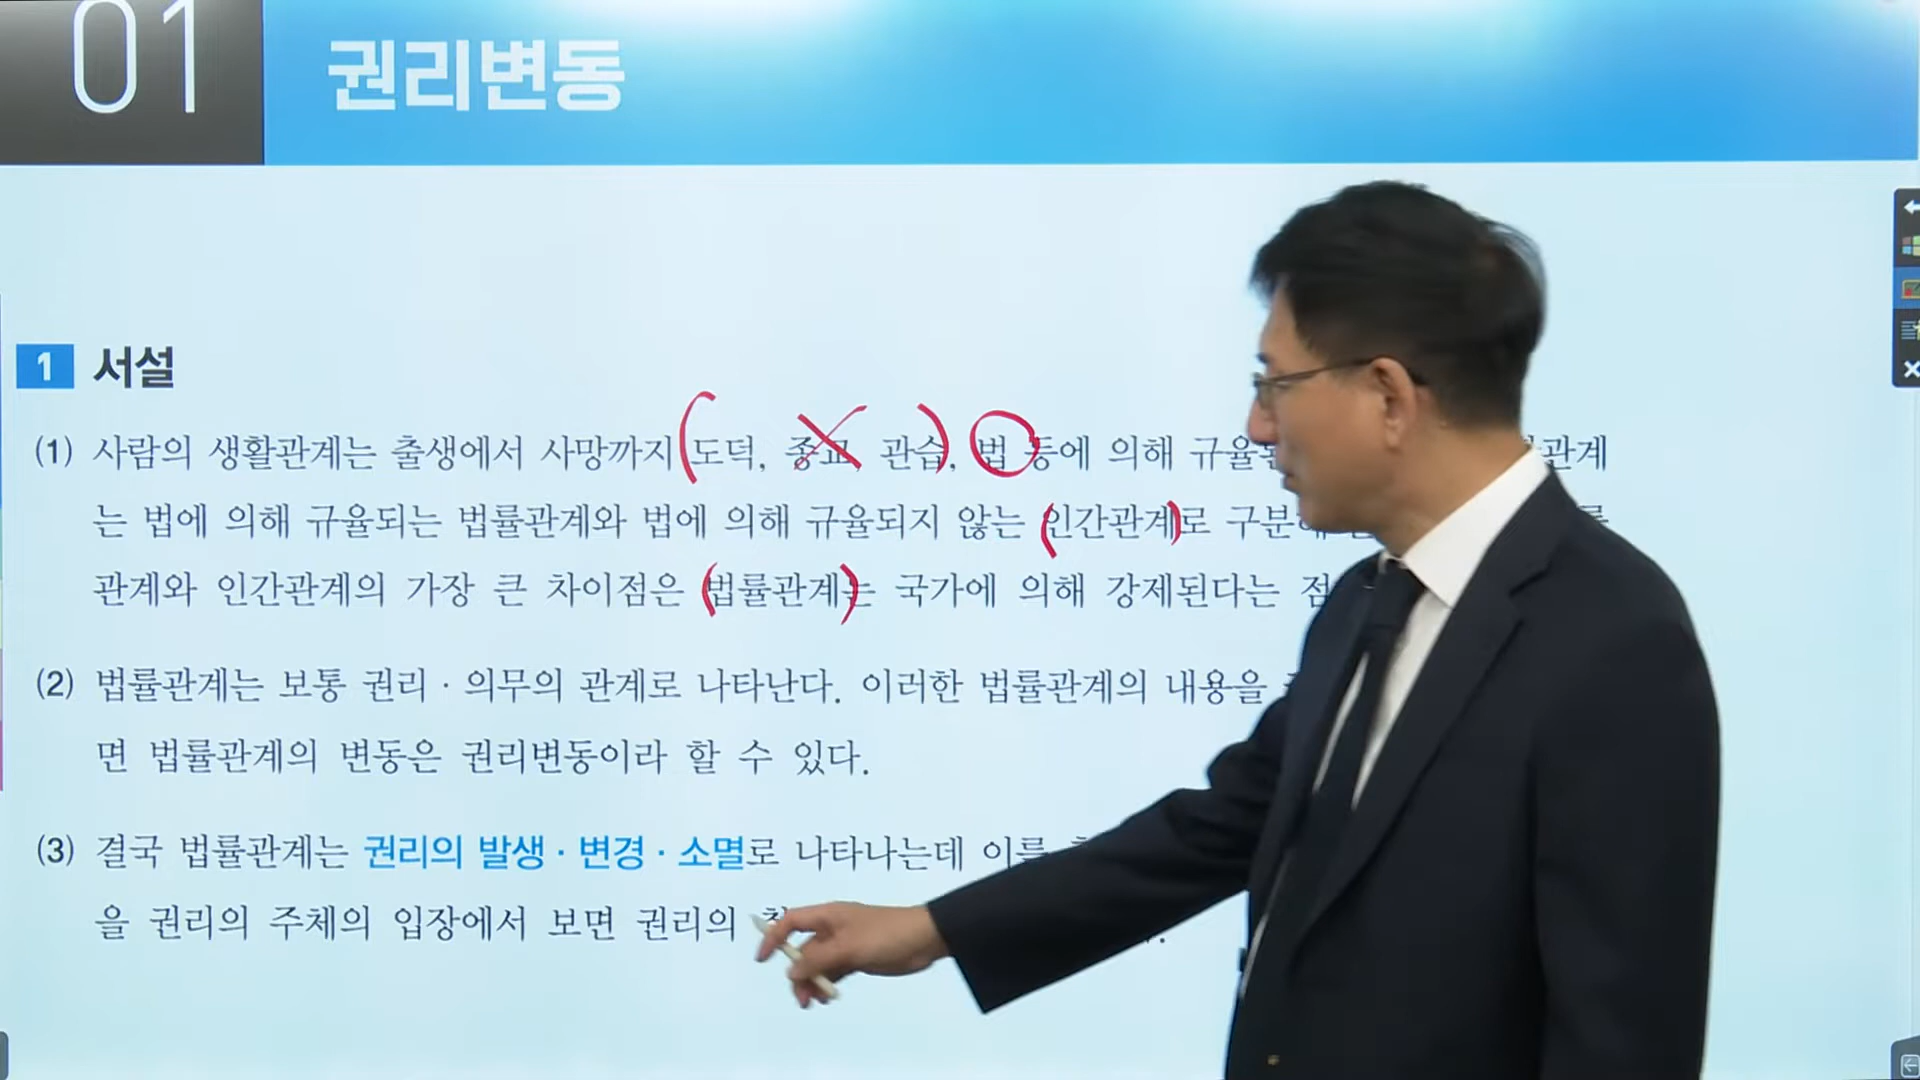 01 권리변동
1 서설
(1) 사람의 생활관계는 출생에서 사망까지 도덕, 종교 관습, 법 등에 의해 관계
는 법에 의해 규율되는 법률관계와 법에 의해 규율되지 않는 인간관계로
관계와 인간관계의 가장 큰 차이점은 법률관계는 국가에 의해 강제된다는
(2) 법률관계는 보통 권리·의무의 관계로 나타난다. 이러한 법률관계의 내용을
면 법률관계의 변동은 권리변동이라 할 수 있다.
(3) 결국 법률관계는 권리의 발생·변경·소멸로 나타나는데 이를
을 권리의 주체의 입장에서 보면 권리의